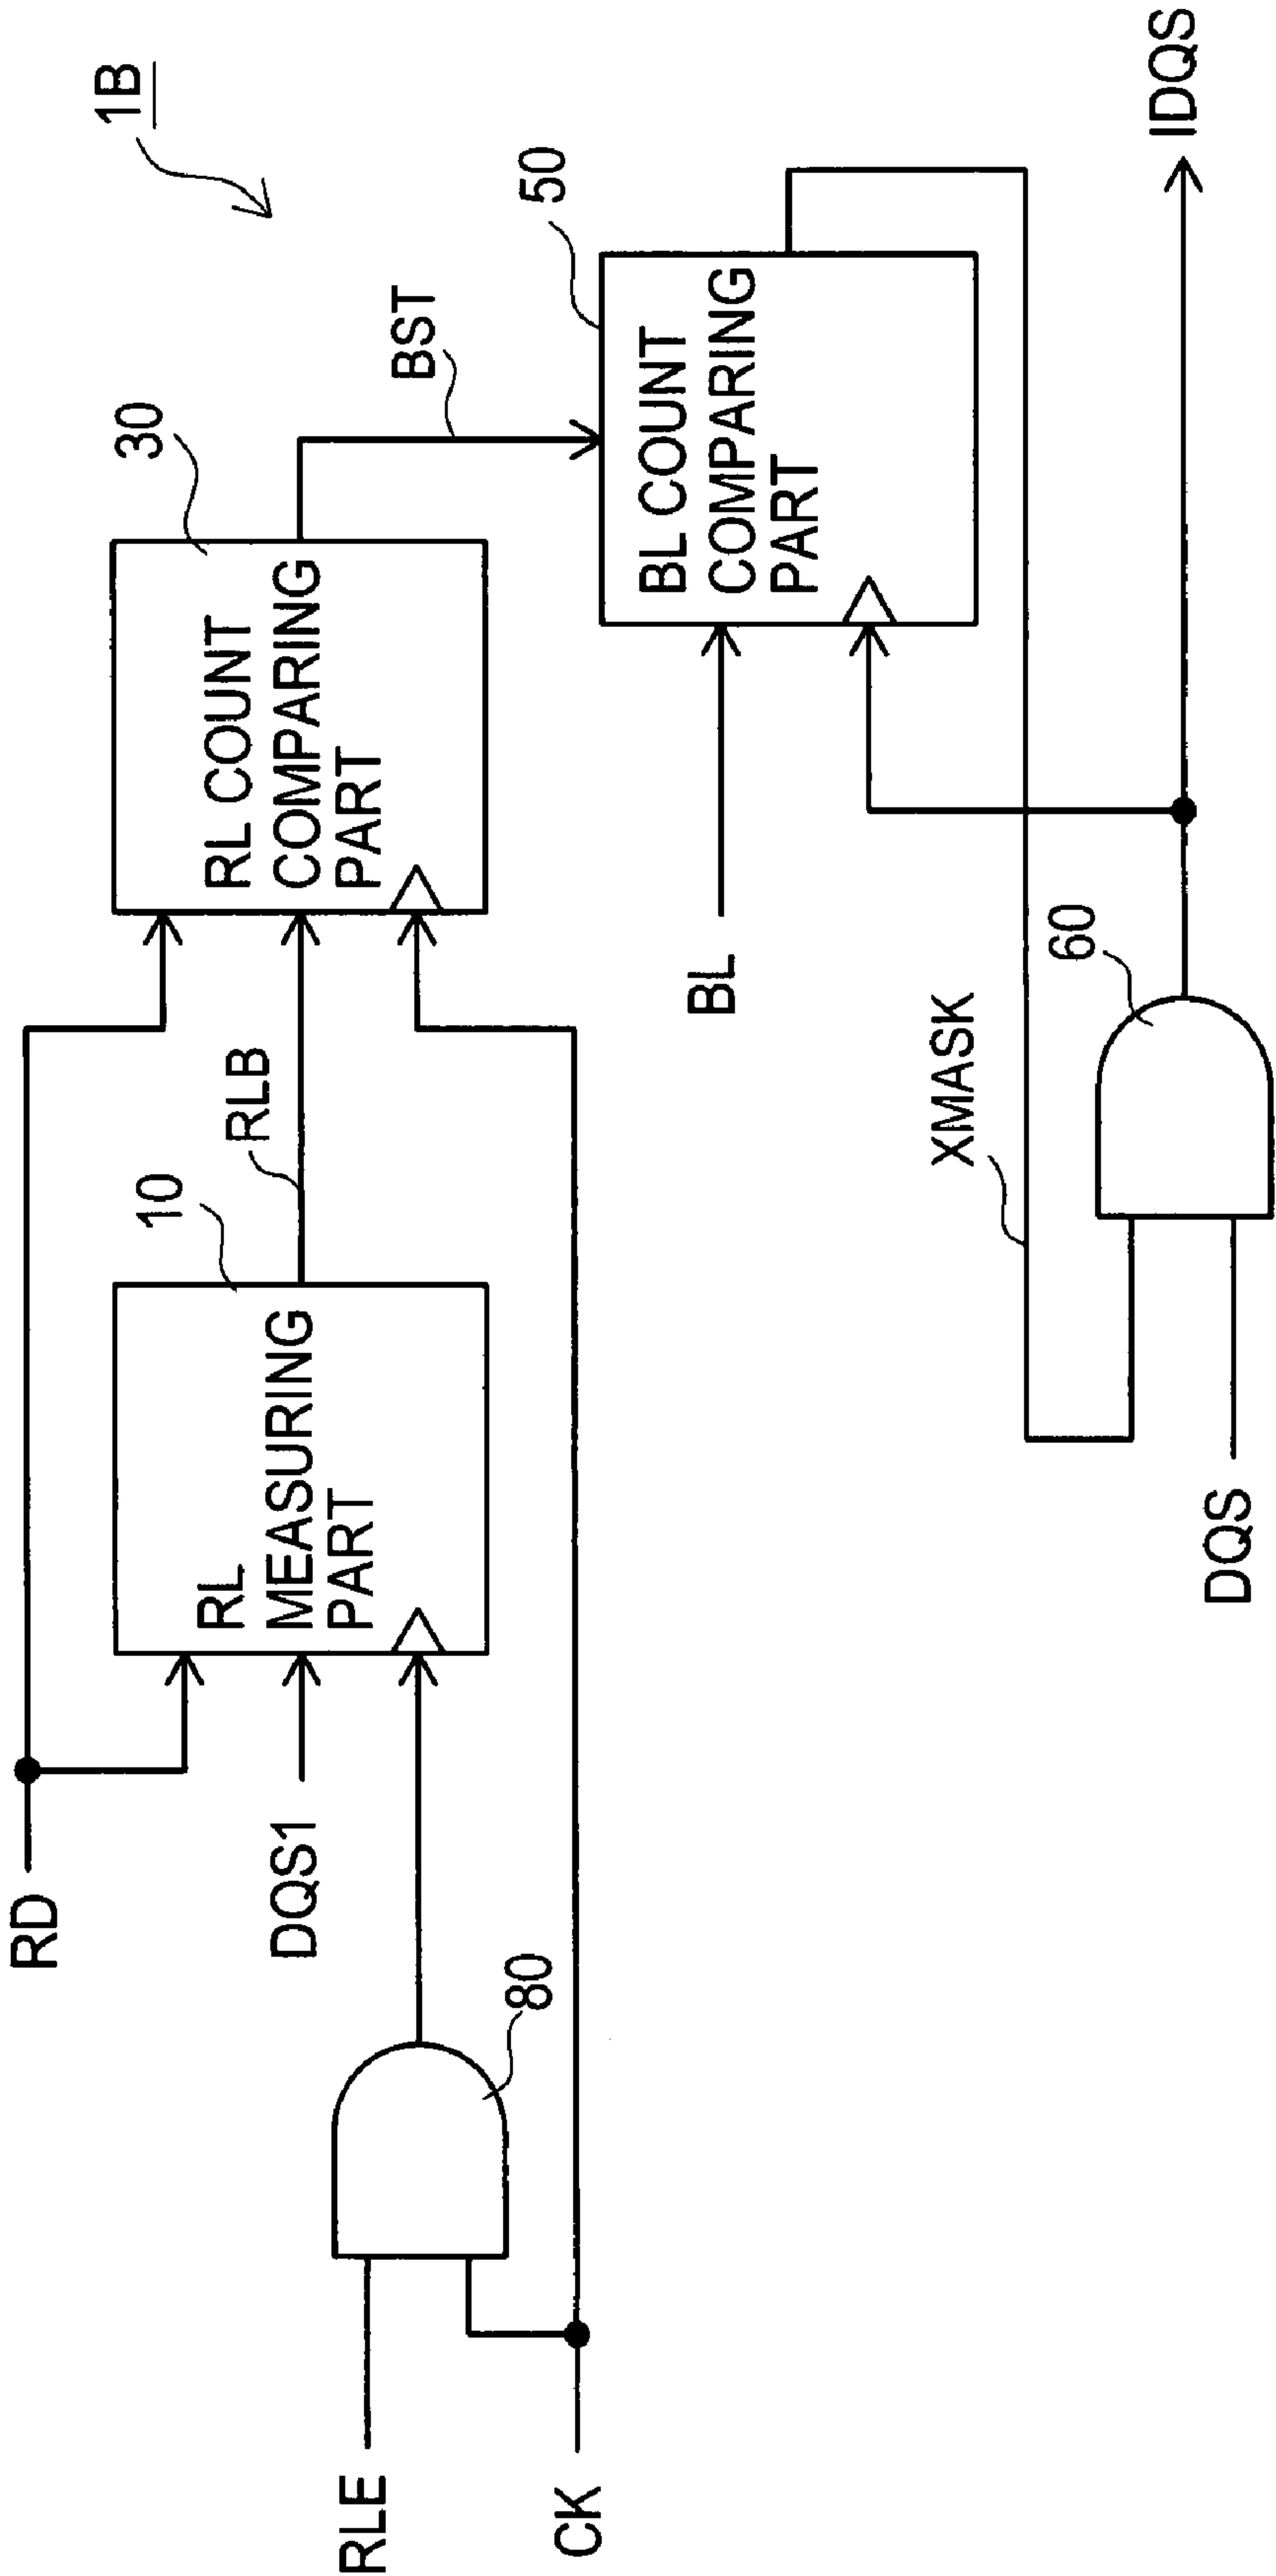 1B
RD
10
RL
MEASURING
PART
RLB
30
RL COUNT
COMPARING
PART
BST
DQS1
RLE
80
CK
50
BL COUNT
COMPARING
PART
BL
XMASK
60
DQS
IDQS